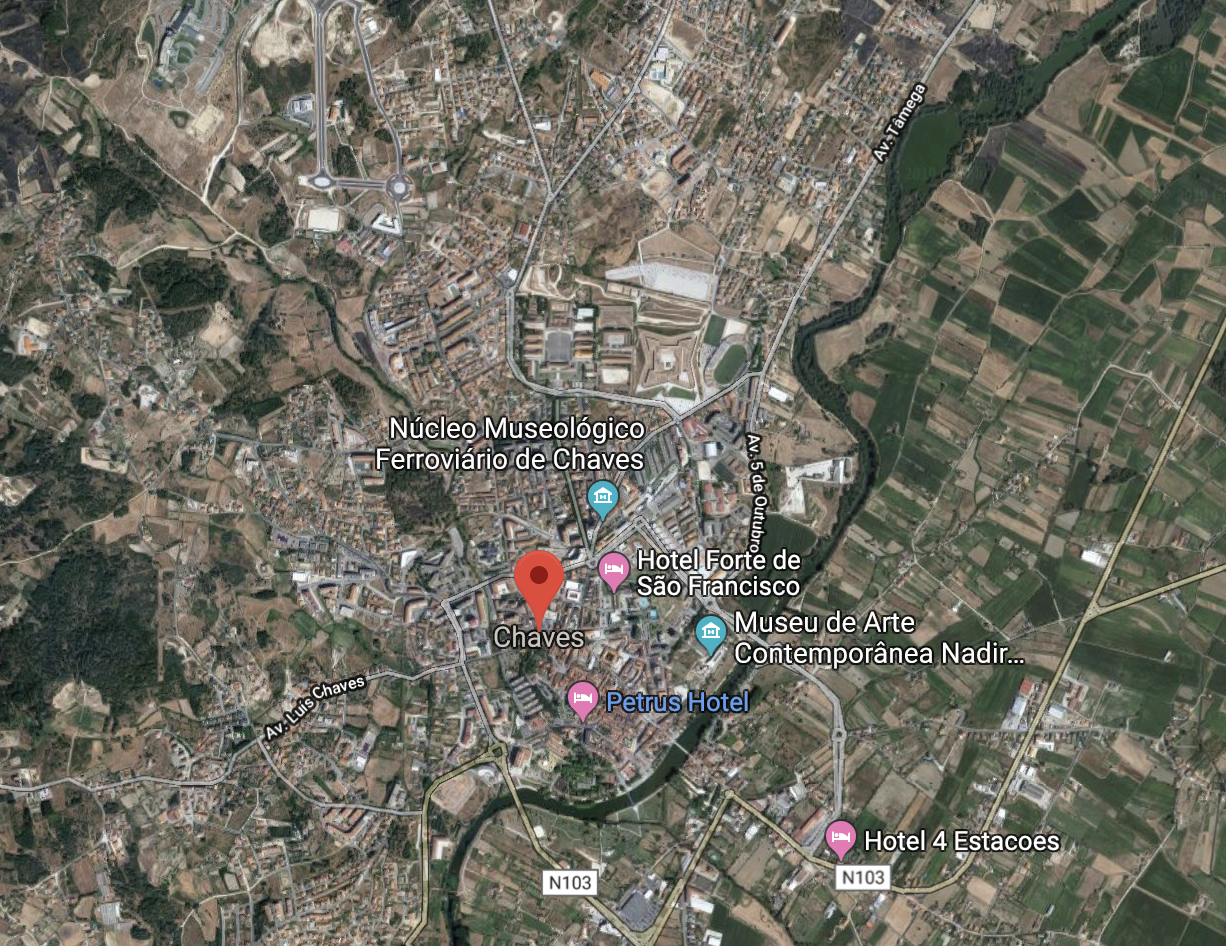 Av. Tâmega
Núcleo Museológico
Ferroviário de Chaves
Av. 5 de Outubro
Hotel Forte de
São Francisco
Chaves
Museu de Arte
Contemporânea Nadir...
Av. Luis Chaves
Petrus Hotel
Hotel 4 Estacoes
N103
N103